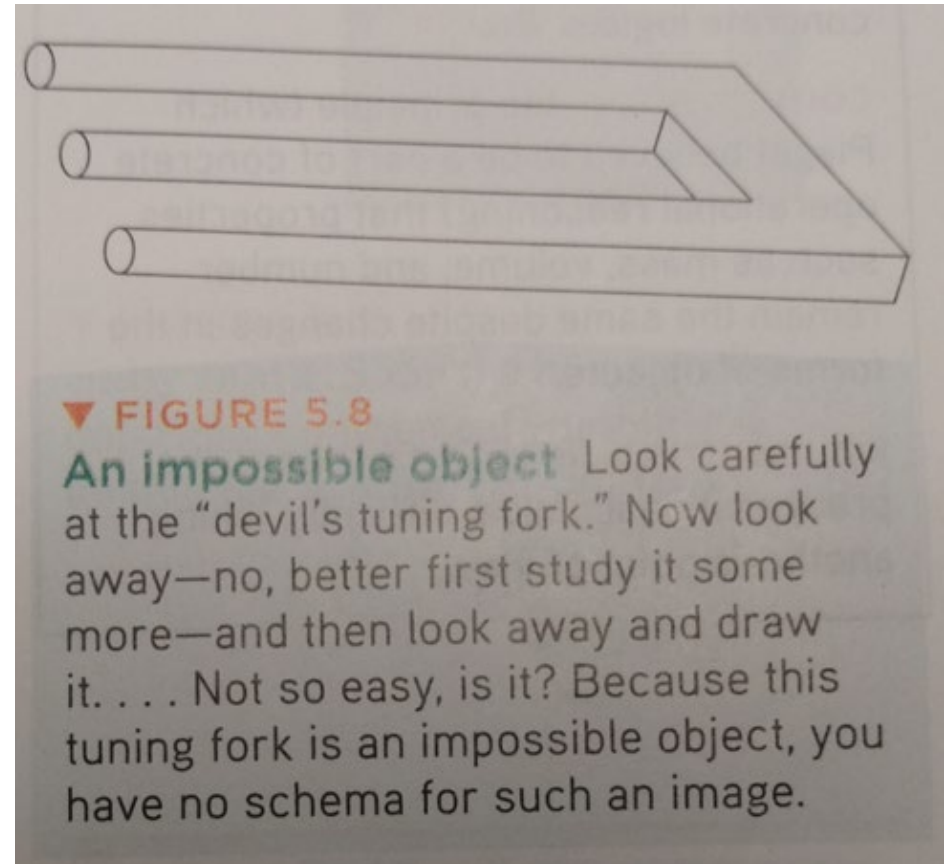 ▼ FIGURE 5.8
An impossible object Look carefully
at the “devil’s tuning fork.” Now look
away—no, better first study it some
more—and then look away and draw
it. . . . Not so easy, is it? Because this
tuning fork is an impossible object, you
have no schema for such an image.